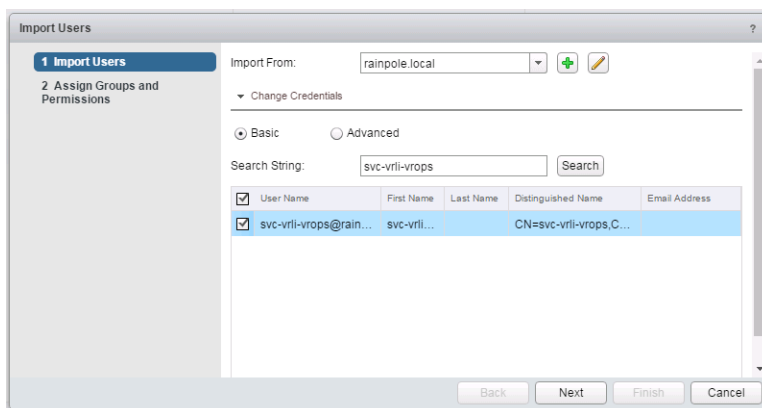 Import Users
?
1 Import Users
2 Assign Groups and
Permissions
Import From: rainpole.local
Change Credentials
Basic Advanced
Search String: svc-vrli-vrops Search
User Name First Name Last Name Distinguished Name Email Address
svc-vrli-vrops@rain... svc-vrli... CN=svc-vrli-vrops,C...
Back Next Finish Cancel